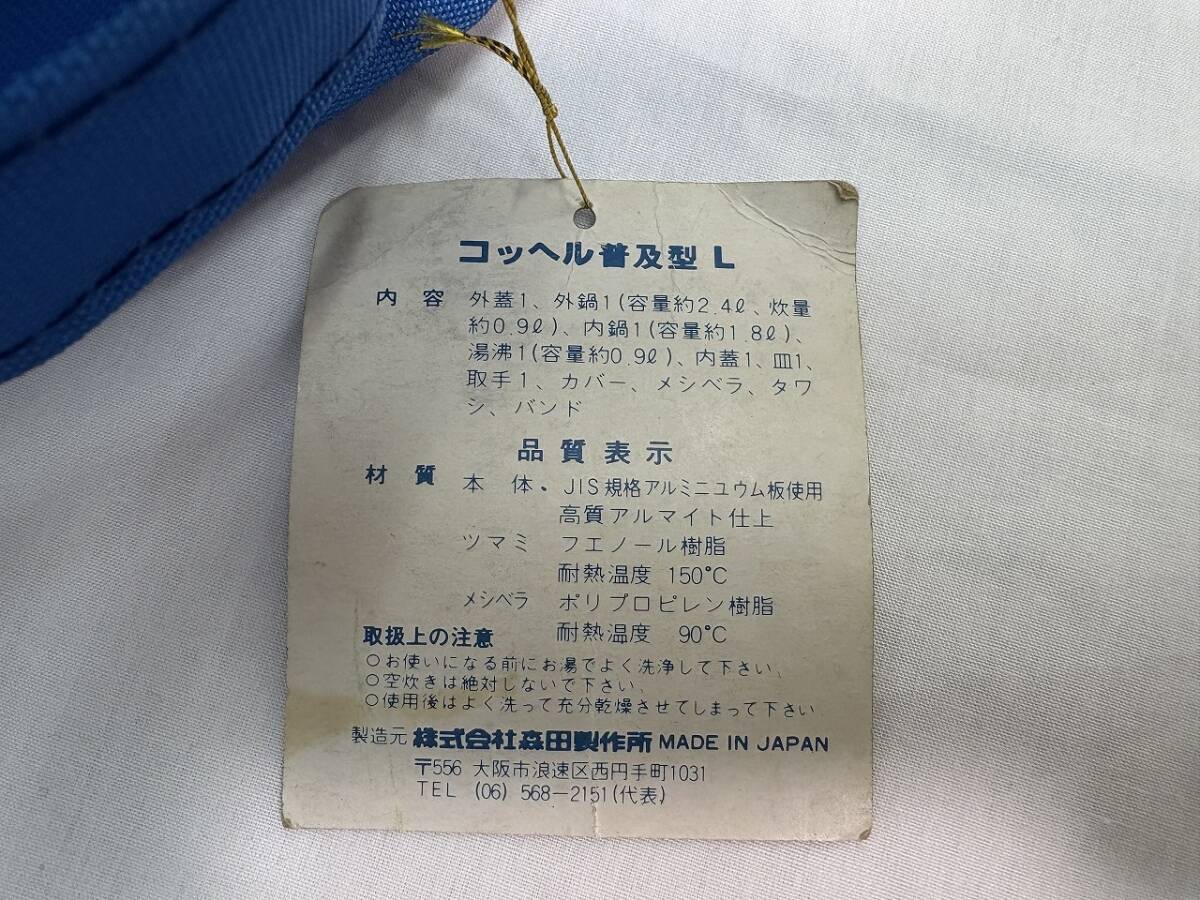 コッヘル普及型 L
内容 外蓋1、外鍋1(容量約2.4ℓ、炊量
約0.9ℓ)、内鍋1(容量約1.8ℓ)、
湯沸1(容量約0.9ℓ)、内蓋1、皿1、
取手1、カバー、メシベラ、タワ
シ、バンド
品質表示
材質 本体・JIS規格アルミニユウム板使用
高質アルマイト仕上
ツマミ フエノール樹脂
耐熱温度 150°C
メシベラ ポリプロピレン樹脂
耐熱温度 90°C
取扱上の注意
○お使いになる前にお湯でよく洗浄して下さい、
○空炊きは絶対しないで下さい、
○使用後はよく洗って充分乾燥させてしまって下さい
製造元 株式会社森田製作所 MADE IN JAPAN
〒556 大阪市浪速区西円手町1031
TEL (06) 568-2151(代表)